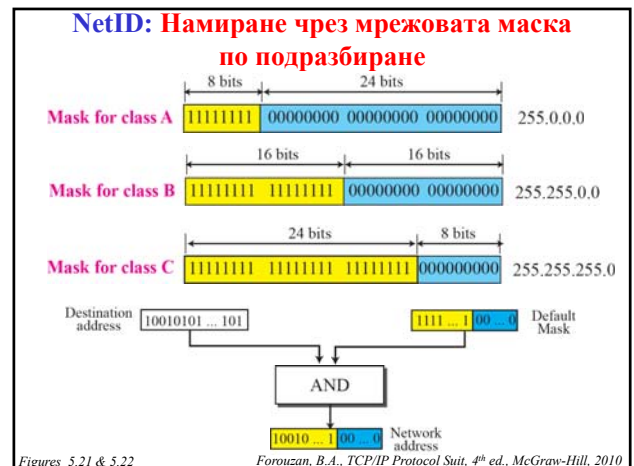 NetID: Намиране чрез мрежовата маска
по подразбиране
8 bits 24 bits
Mask for class A 11111111 00000000 00000000 00000000 255.0.0.0
16 bits 16 bits
Mask for class B 11111111 11111111 00000000 00000000 255.255.0.0
24 bits 8 bits
Mask for class C 11111111 11111111 11111111 000000000 255.255.255.0
Destination
address
10010101 ... 101
1111 ... 1 00 ... 0
Default
Mask
AND
10010 ... 1 00 ... 0
Network
address
Figures 5.21 & 5.22 Forouzan, B.A., TCP/IP Protocol Suit, 4th ed., McGraw-Hill, 2010